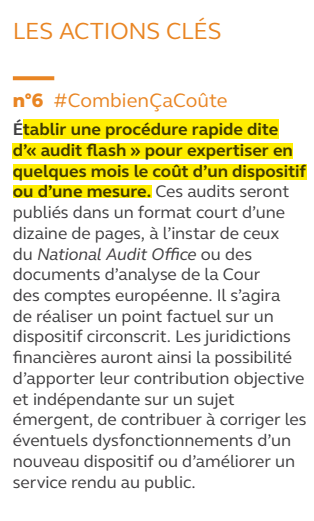 LES ACTIONS CLÉS
n°6 #CombienÇaCoûte
Établir une procédure rapide dite
d’« audit flash » pour expertiser en
quelques mois le coût d’un dispositif
ou d’une mesure. Ces audits seront
publiés dans un format court d’une
dizaine de pages, à l’instar de ceux
du National Audit Office ou des
documents d’analyse de la Cour
des comptes européenne. Il s’agira
de réaliser un point factuel sur un
dispositif circonscrit. Les juridictions
financières auront ainsi la possibilité
d’apporter leur contribution objective
et indépendante sur un sujet
émergent, de contribuer à corriger les
éventuels dysfonctionnements d’un
nouveau dispositif ou d’améliorer un
service rendu au public.